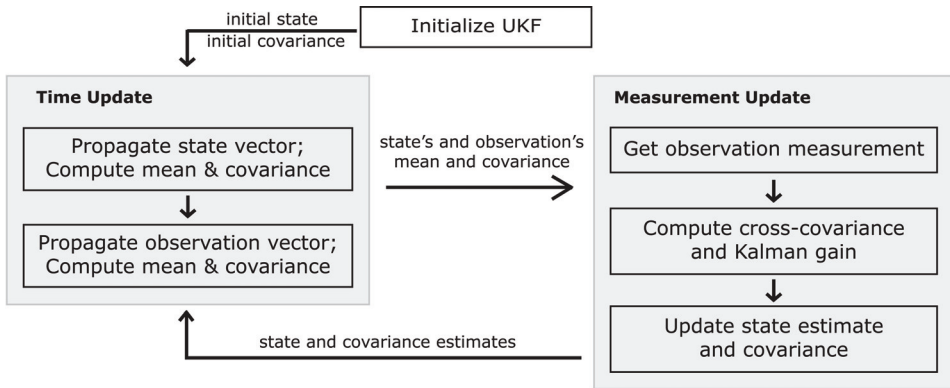 Initialize UKF
initial state
initial covariance
Time Update
Propagate state vector;
Compute mean & covariance
Propagate observation vector;
Compute mean & covariance
state's and observation's
mean and covariance
Measurement Update
Get observation measurement
Compute cross-covariance
and Kalman gain
Update state estimate
and covariance
state and covariance estimates